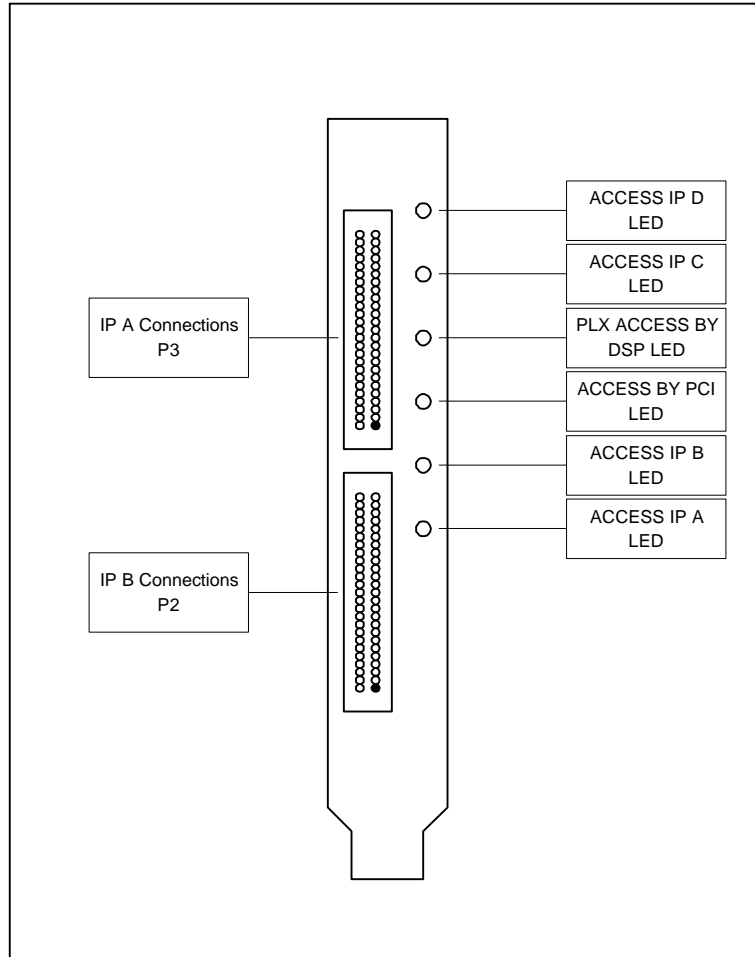 ACCESS IP D
LED
ACCESS IP C
LED
IP A Connections
P3
PLX ACCESS BY
DSP LED
ACCESS BY PCI
LED
ACCESS IP B
LED
ACCESS IP A
LED
IP B Connections
P2